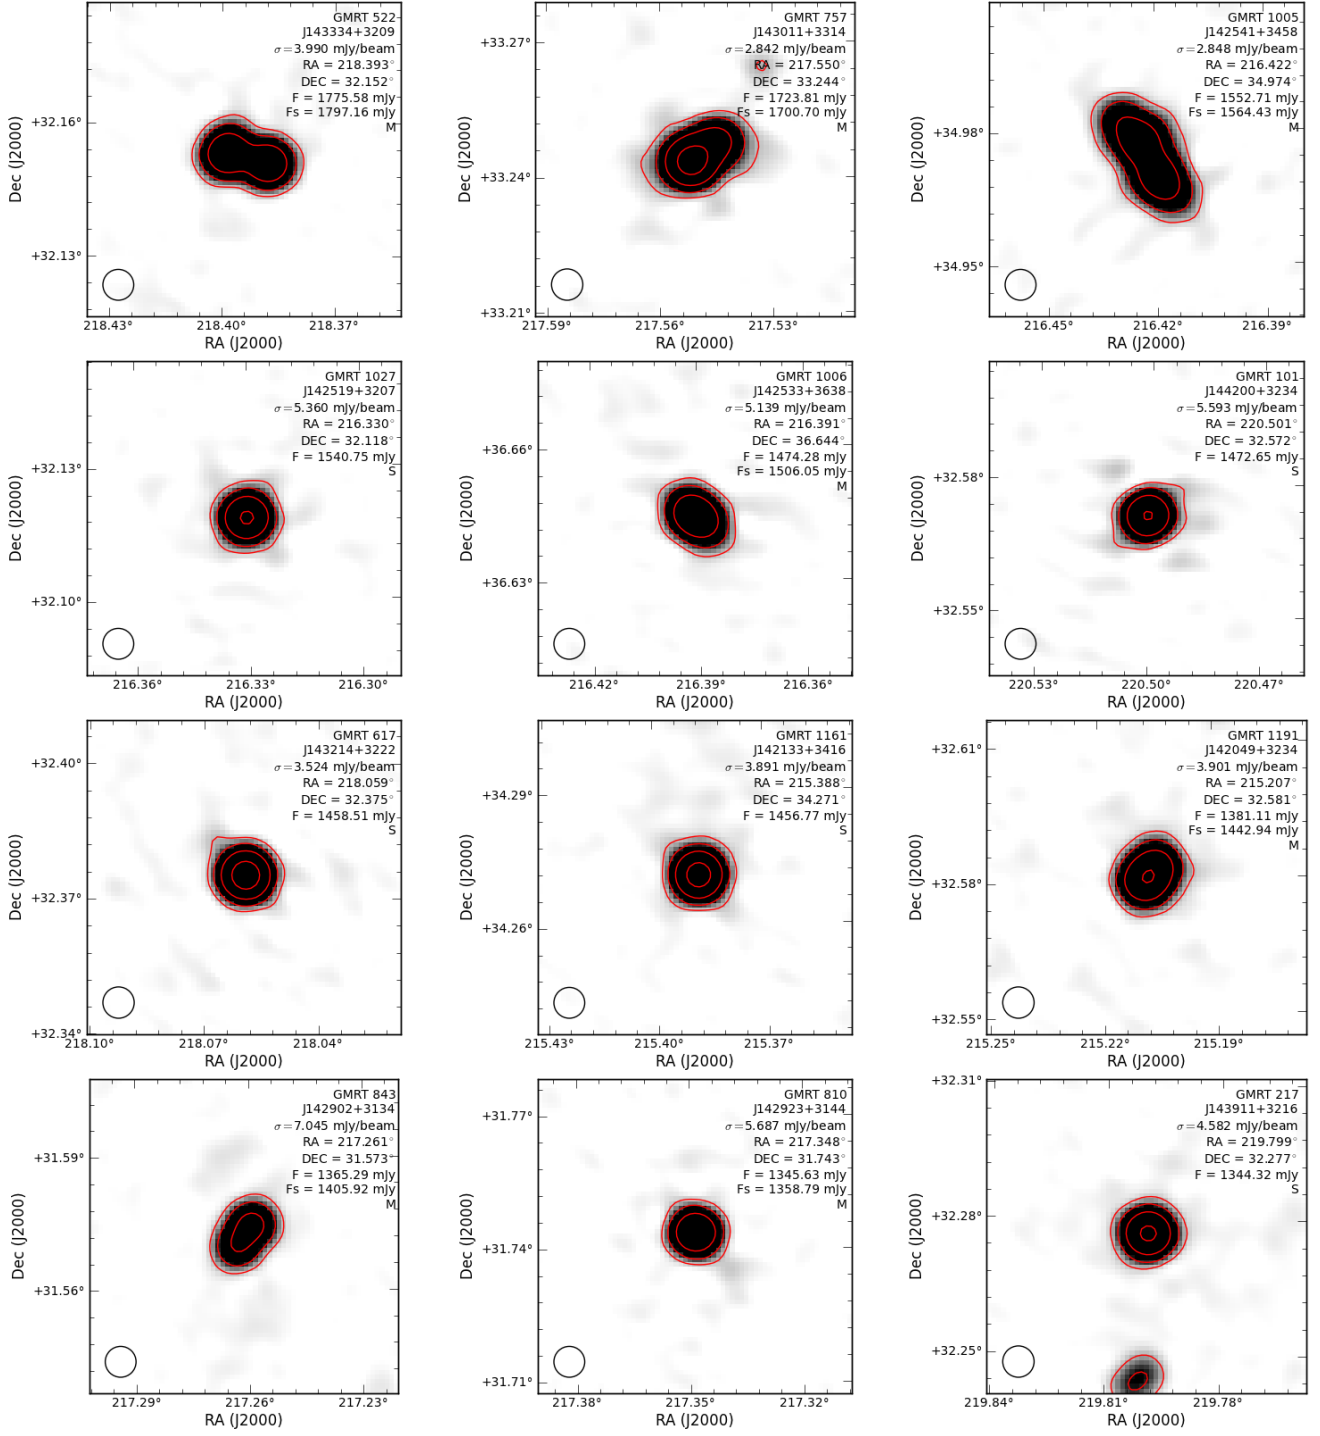 GMRT 522
J143334+3209
σ=3.990 mJy/beam
RA = 218.393°
DEC = 32.152°
F = 1775.58 mJy
Fs = 1797.16 mJy
M
+32.16°
+32.13°
Dec (J2000)
218.43° 218.40° 218.37°
RA (J2000)
GMRT 757
J143011+3314
σ=2.842 mJy/beam
RA = 217.550°
DEC = 33.244°
F = 1723.81 mJy
Fs = 1700.70 mJy
M
+33.27°
+33.24°
+33.21°
Dec (J2000)
217.59° 217.56° 217.53°
RA (J2000)
GMRT 1005
J142541+3458
σ=2.848 mJy/beam
RA = 216.422°
DEC = 34.974°
F = 1552.71 mJy
Fs = 1564.43 mJy
M
+34.98°
+34.95°
Dec (J2000)
216.45° 216.42° 216.39°
RA (J2000)
GMRT 1027
J142519+3207
σ=5.360 mJy/beam
RA = 216.330°
DEC = 32.118°
F = 1540.75 mJy
S
+32.13°
+32.10°
Dec (J2000)
216.36° 216.33° 216.30°
RA (J2000)
GMRT 1006
J142533+3638
σ=5.139 mJy/beam
RA = 216.391°
DEC = 36.644°
F = 1474.28 mJy
Fs = 1506.05 mJy
M
+36.66°
+36.63°
Dec (J2000)
216.42° 216.39° 216.36°
RA (J2000)
GMRT 101
J144200+3234
σ=5.593 mJy/beam
RA = 220.501°
DEC = 32.572°
F = 1472.65 mJy
S
+32.58°
+32.55°
Dec (J2000)
220.53° 220.50° 220.47°
RA (J2000)
GMRT 617
J143214+3222
σ=3.524 mJy/beam
RA = 218.059°
DEC = 32.375°
F = 1458.51 mJy
S
+32.40°
+32.37°
+32.34°
Dec (J2000)
218.10° 218.07° 218.04°
RA (J2000)
GMRT 1161
J142133+3416
σ=3.891 mJy/beam
RA = 215.388°
DEC = 34.271°
F = 1456.77 mJy
S
+34.29°
+34.26°
Dec (J2000)
215.43° 215.40° 215.37°
RA (J2000)
GMRT 1191
J142049+3234
σ=3.901 mJy/beam
RA = 215.207°
DEC = 32.581°
F = 1381.11 mJy
Fs = 1442.94 mJy
M
+32.61°
+32.58°
+32.55°
Dec (J2000)
215.25° 215.22° 215.19°
RA (J2000)
GMRT 843
J142902+3134
σ=7.045 mJy/beam
RA = 217.261°
DEC = 31.573°
F = 1365.29 mJy
Fs = 1405.92 mJy
M
+31.59°
+31.56°
Dec (J2000)
217.29° 217.26° 217.23°
RA (J2000)
GMRT 810
J142923+3144
σ=5.687 mJy/beam
RA = 217.348°
DEC = 31.743°
F = 1345.63 mJy
Fs = 1358.79 mJy
M
+31.77°
+31.74°
+31.71°
Dec (J2000)
217.38° 217.35° 217.32°
RA (J2000)
GMRT 217
J143911+3216
σ=4.582 mJy/beam
RA = 219.799°
DEC = 32.277°
F = 1344.32 mJy
S
+32.31°
+32.28°
+32.25°
Dec (J2000)
219.84° 219.81° 219.78°
RA (J2000)